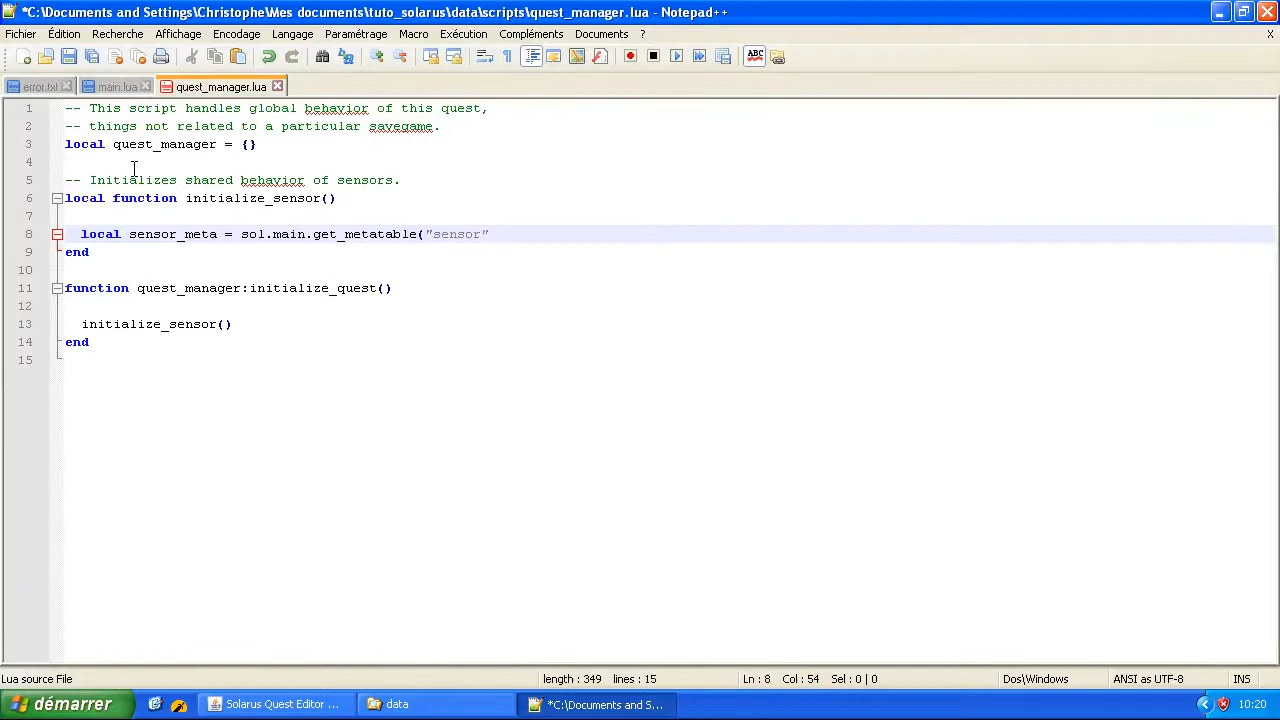 *C:\Documents and Settings\Christophe\Mes documents\tuto_solarus\data\scripts\quest_manager.lua - Notepad++
Fichier Édition Recherche Affichage Encodage Langage Paramétrage Macro Exécution Compléments Documents ? X
ABC
error.txt main.lua quest_manager.lua
1 -- This script handles global behavior of this quest,
2 -- things not related to a particular savegame.
3 local quest_manager = {}
4
5 -- Initializes shared behavior of sensors.
6 local function initialize_sensor()
7
8 local sensor_meta = sol.main.get_metatable("sensor"
9 end
10
11 function quest_manager:initialize_quest()
12
13 initialize_sensor()
14 end
15
Lua source File length : 349 lines : 15 Ln : 8 Col : 54 Sel : 0 | 0 Dos\Windows ANSI as UTF-8 INS
démarrer Solarus Quest Editor ... data *C:\Documents and S... 10:20